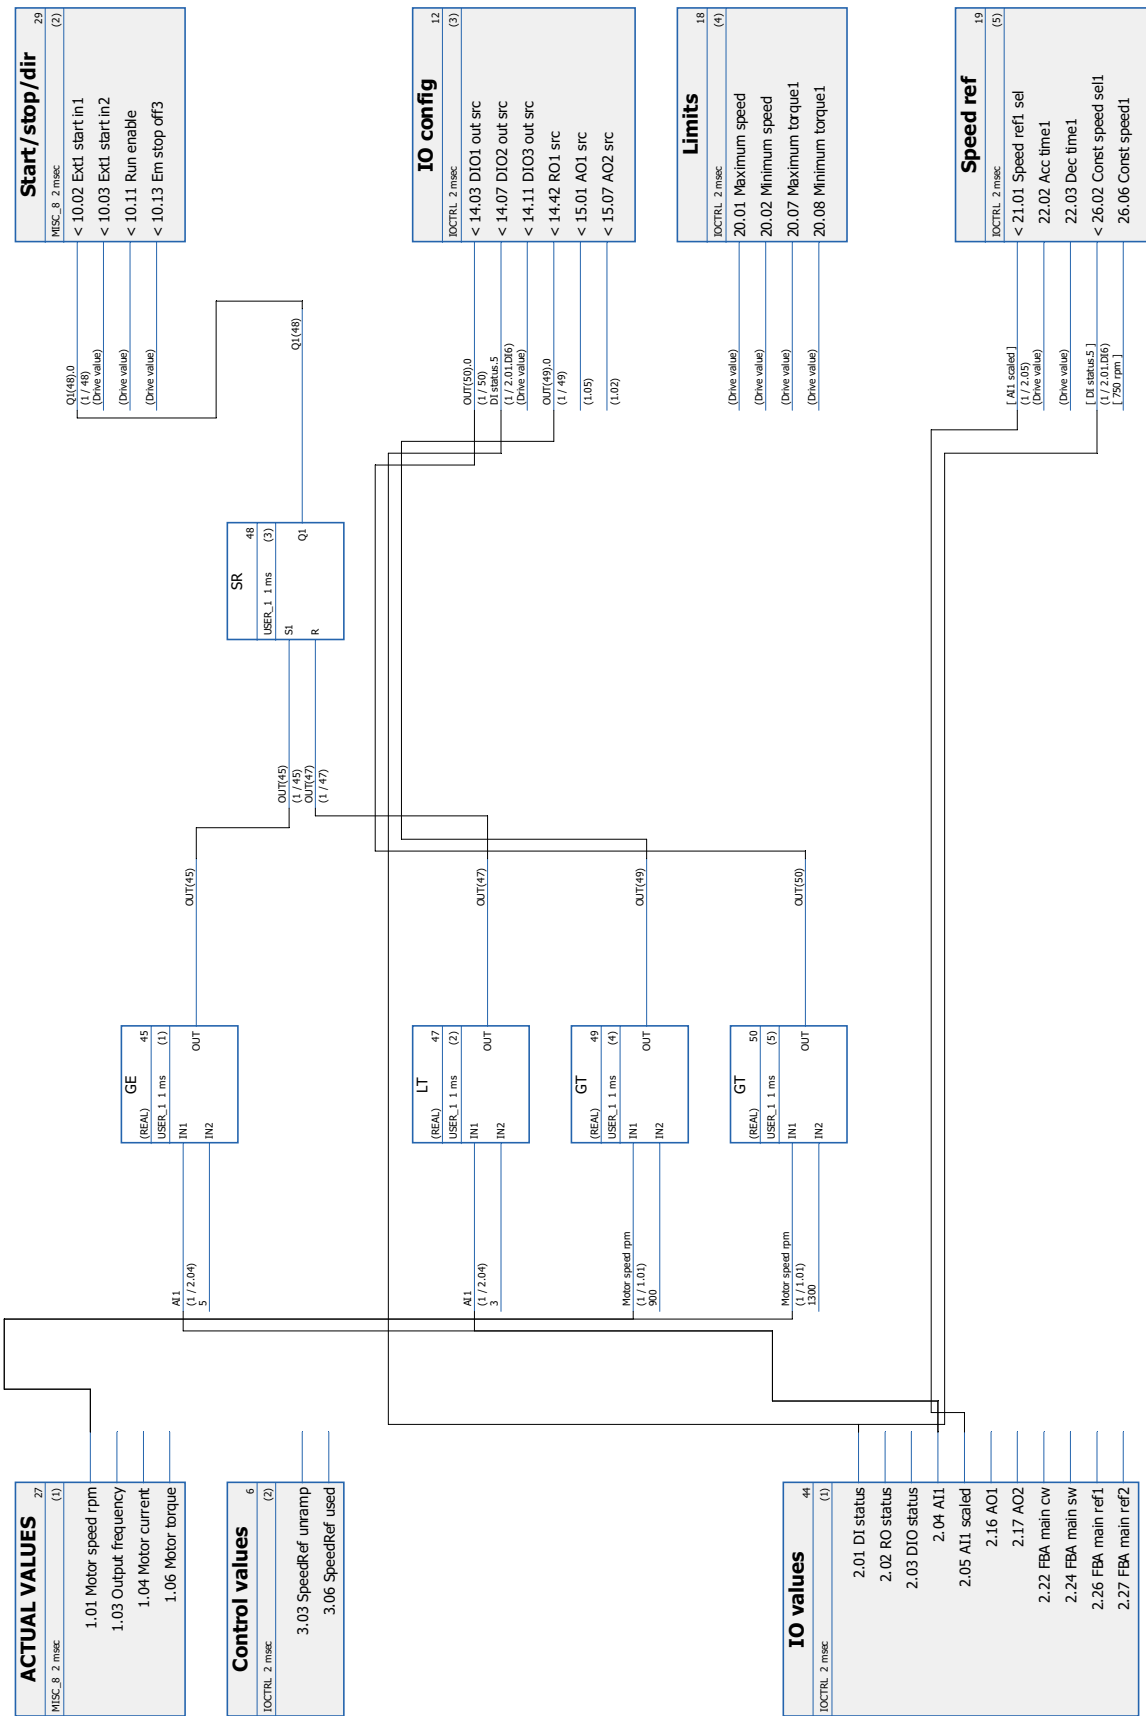 ACTUAL VALUES
27
MISC_8 2 msec
(1)
1.01 Motor speed rpm
1.03 Output frequency
1.04 Motor current
1.06 Motor torque
Control values
6
IOCTRL 2 msec
(2)
3.03 SpeedRef unramp
3.06 SpeedRef used
IO values
44
IOCTRL 2 msec
(1)
2.01 DI status
2.02 RO status
2.03 DIO status
2.04 AI1
2.05 AI1 scaled
2.16 AO1
2.17 AO2
2.22 FBA main cw
2.24 FBA main sw
2.26 FBA main ref1
2.27 FBA main ref2
AI1
(1 / 2.04)
5
GE
(REAL)
45
USER_1 1 ms
(1)
IN1
OUT
IN2
OUT(45)
AI1
(1 / 2.04)
3
LT
(REAL)
47
USER_1 1 ms
(2)
IN1
OUT
IN2
OUT(47)
Motor speed rpm
(1 / 1.01)
900
GT
(REAL)
49
USER_1 1 ms
(4)
IN1
OUT
IN2
OUT(49)
Motor speed rpm
(1 / 1.01)
1300
GT
(REAL)
50
USER_1 1 ms
(5)
IN1
OUT
IN2
OUT(50)
OUT(45)
(1 / 45)
OUT(47)
(1 / 47)
SR
48
USER_1 1 ms
(3)
S1
R
Q1
Q1(48)
Q1(48).0
(1 / 48)
(Drive value)
(Drive value)
(Drive value)
Start/stop/dir
29
MISC_8 2 msec
(2)
< 10.02 Ext1 start in1
< 10.03 Ext1 start in2
< 10.11 Run enable
< 10.13 Em stop off3
OUT(50).0
(1 / 50)
DI status.5
(1 / 2.01.DI6)
(Drive value)
OUT(49).0
(1 / 49)
(1.05)
(1.02)
IO config
12
IOCTRL 2 msec
(3)
< 14.03 DIO1 out src
< 14.07 DIO2 out src
< 14.11 DIO3 out src
< 14.42 RO1 src
< 15.01 AO1 src
< 15.07 AO2 src
(Drive value)
(Drive value)
(Drive value)
(Drive value)
Limits
18
IOCTRL 2 msec
(4)
20.01 Maximum speed
20.02 Minimum speed
20.07 Maximum torque1
20.08 Minimum torque1
[ AI1 scaled ]
(1 / 2.05)
(Drive value)
(Drive value)
[ DI status.5 ]
(1 / 2.01.DI6)
[ 750 rpm ]
Speed ref
19
IOCTRL 2 msec
(5)
< 21.01 Speed ref1 sel
22.02 Acc time1
22.03 Dec time1
< 26.02 Const speed sel1
26.06 Const speed1